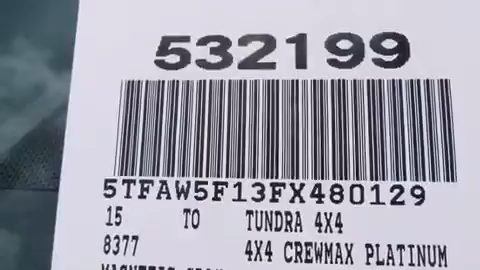 532199
5TFAW5F13FX480129
15 TO TUNDRA 4X4
8377 4X4 CREWMAX PLATINUM